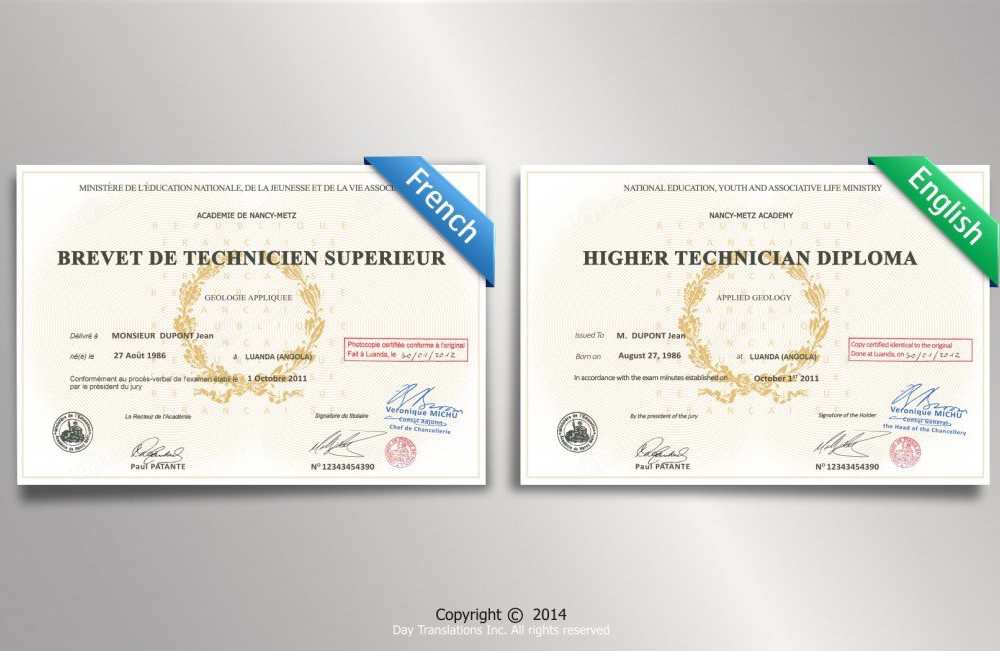 French
MINISTÈRE DE L'ÉDUCATION NATIONALE, DE LA JEUNESSE ET DE LA VIE ASSOC
ACADEMIE DE NANCY-METZ
BREVET DE TECHNICIEN SUPERIEUR
GEOLOGIE APPLIQUEE
Délivré à MONSIEUR DUPONT Jean
né(e) le 27 Août 1986 à LUANDA (ANGOLA)
Photocopie certifiée conforme à l'original
Fait à Luanda, le 30/01/2012
Conformément au procès-verbal de l'examen établi le 1 Octobre 2011
par le président du jury
Le Recteur de l'Académie
Signature du titulaire
Veronique MICHU
Consul Adjoint
Chef de Chancellerie
Paul PATANTE
N° 12343454390
English
NATIONAL EDUCATION, YOUTH AND ASSOCIATIVE LIFE MINISTRY
NANCY-METZ ACADEMY
HIGHER TECHNICIAN DIPLOMA
APPLIED GEOLOGY
Issued To M. DUPONT Jean
Born on August 27, 1986 at LUANDA (ANGOLA)
Copy certified identical to the original
Done at Luanda, on 30/01/2012
In accordance with the exam minutes established on October 1st 2011
By the president of the jury
Signature of the Holder
Veronique MICHU
Consul General
the Head of the Chancellery
Paul PATANTE
N° 12343454390
Copyright © 2014
Day Translations Inc. All rights reserved